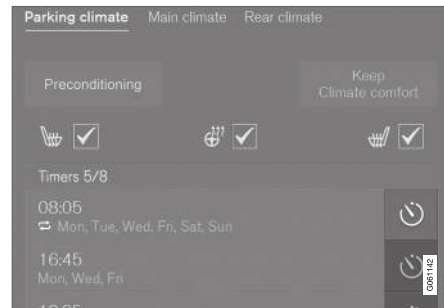 Parking climate Main climate Rear climate
Preconditioning
Keep
Climate comfort
Timers 5/8
08:05
Mon, Tue, Wed, Fri, Sat, Sun
16:45
Mon, Wed, Fri
G061142